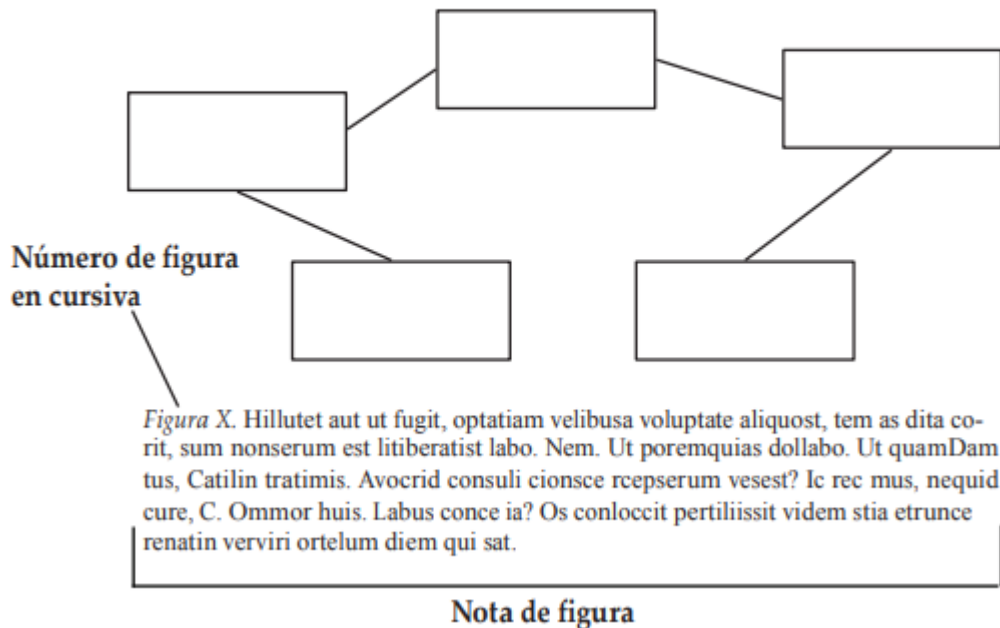 Número de figura
en cursiva
Figura X. Hillutet aut ut fugit, optatiam velibusa voluptate aliquost, tem as dita co-
rit, sum nonserum est litiberatist labo. Nem. Ut poremquias dollabo. Ut quamDam
tus, Catilin tratimis. Avocrid consuli cionsce rcepserum vesest? Ic rec mus, nequid
cure, C. Ommor huis. Labus conce ia? Os conloccit pertiliissit videm stia etrunce
renatin verviri ortelum diem qui sat.
Nota de figura